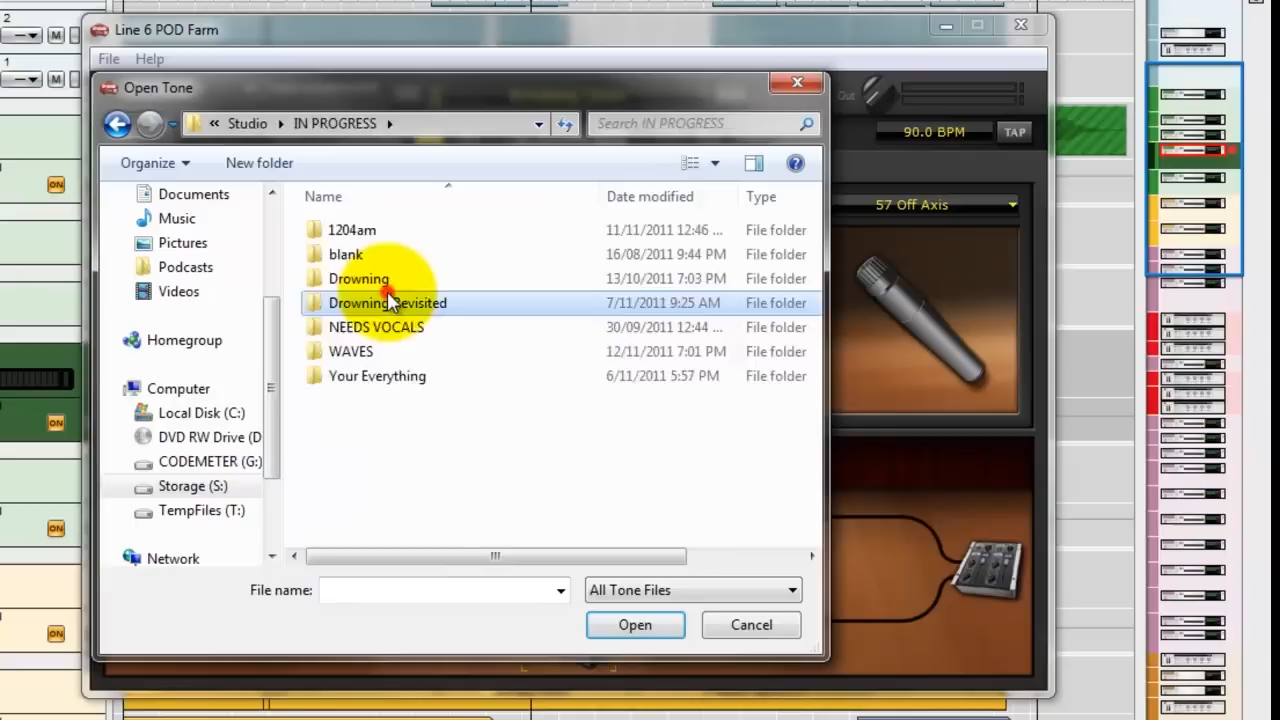 2
M
Line 6 POD Farm
File Help
1
M
Open Tone
Out
« Studio IN PROGRESS
Search IN PROGRESS
90.0 BPM TAP
Organize New folder
Documents
Music
Pictures
Podcasts
Videos
Homegroup
Computer
Local Disk (C:)
DVD RW Drive (D
CODEMETER (G:)
Storage (S:)
TempFiles (T:)
Network
Name Date modified Type
1204am 11/11/2011 12:46 ... File folder
blank 16/08/2011 9:44 PM File folder
Drowning 13/10/2011 7:03 PM File folder
Drowning Revisited 7/11/2011 9:25 AM File folder
NEEDS VOCALS 30/09/2011 12:44 ... File folder
WAVES 12/11/2011 7:01 PM File folder
Your Everything 6/11/2011 5:57 PM File folder
57 Off Axis
ON
ON
ON
ON
File name: All Tone Files
Open Cancel